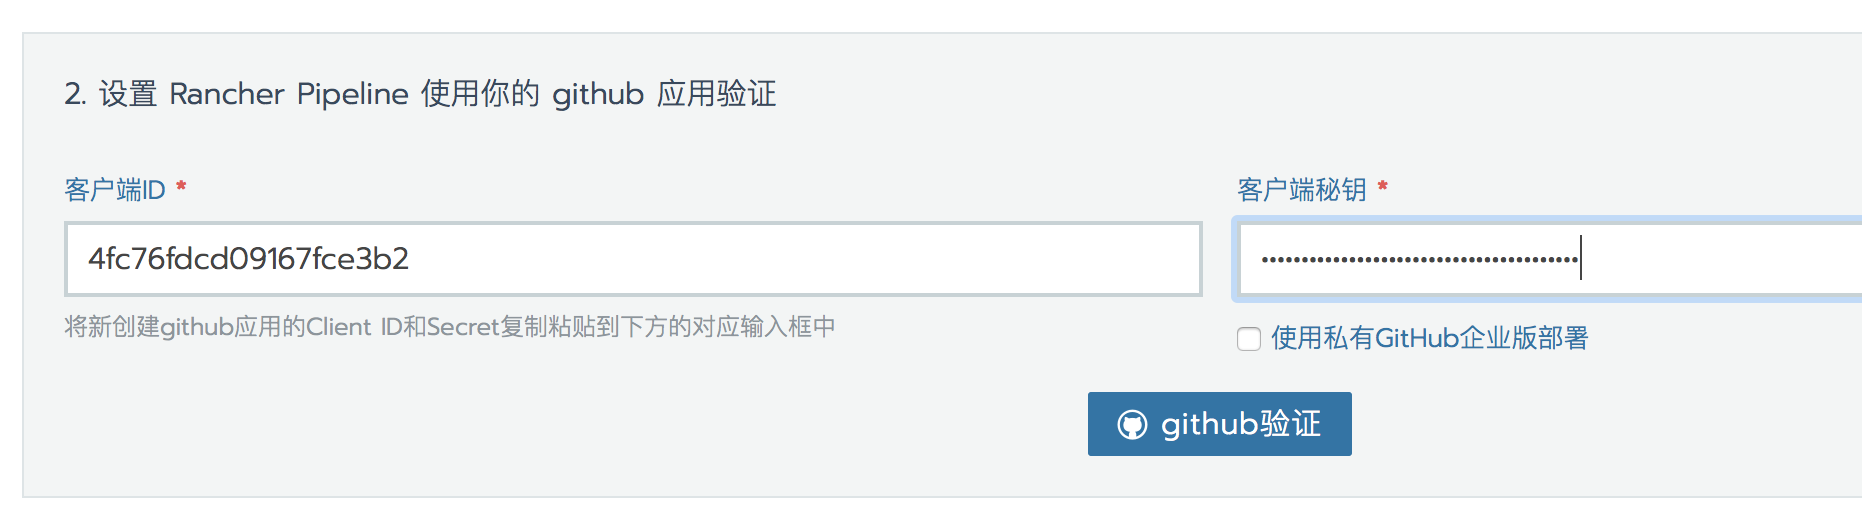 2. 设置 Rancher Pipeline 使用你的 github 应用验证
客户端ID *
客户端秘钥 *
4fc76fdcd09167fce3b2
将新创建github应用的Client ID和Secret复制粘贴到下方的对应输入框中
使用私有GitHub企业版部署
github验证